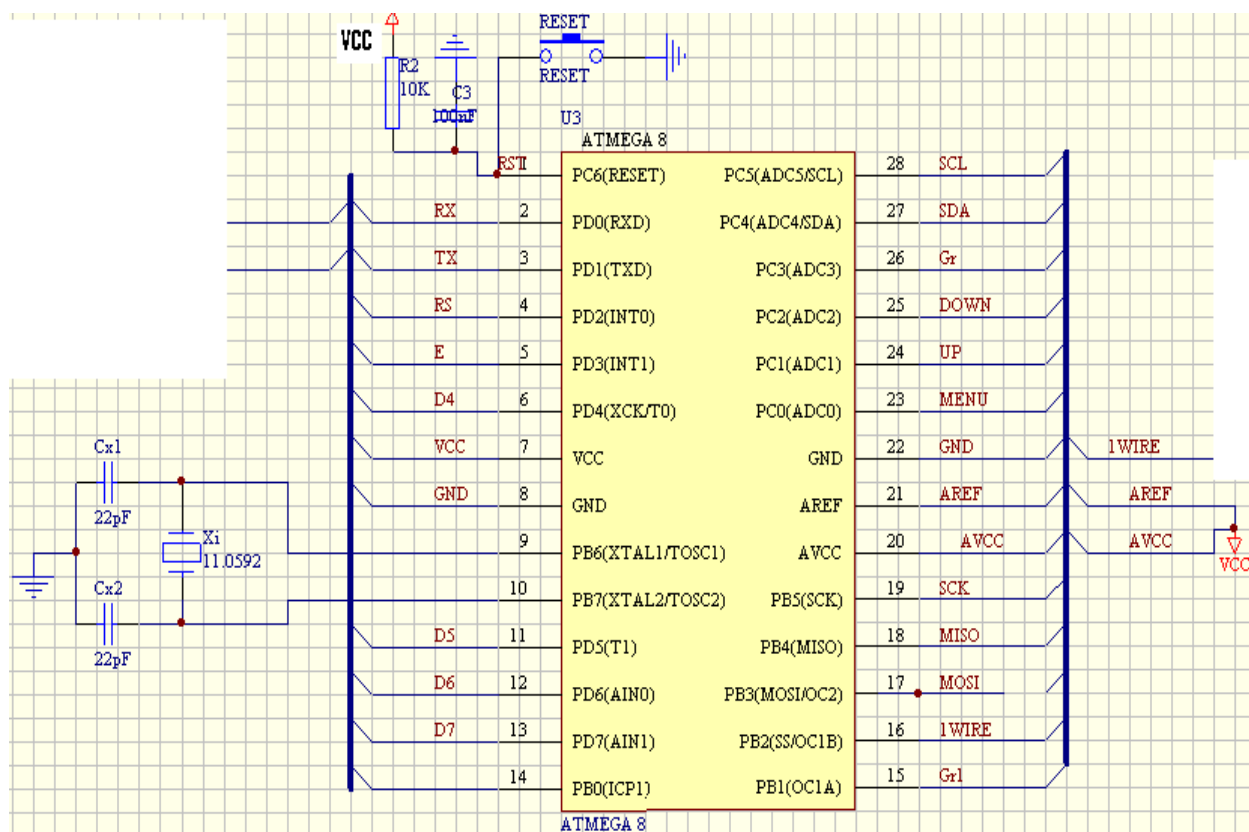 RESET
VCC
R2
10K
C3
100nF
RESET
U3
ATMEGA 8
RST
1
PC6(RESET)
PC5(ADC5/SCL)
28
SCL
RX
2
PD0(RXD)
PC4(ADC4/SDA)
27
SDA
TX
3
PD1(TXD)
PC3(ADC3)
26
Gr
RS
4
PD2(INT0)
PC2(ADC2)
25
DOWN
E
5
PD3(INT1)
PC1(ADC1)
24
UP
D4
6
PD4(XCK/T0)
PC0(ADC0)
23
MENU
VCC
7
VCC
GND
22
GND
1WIRE
GND
8
GND
AREF
21
AREF
AREF
Cx1
22pF
Xi
11.0592
9
PB6(XTAL1/TOSC1)
AVCC
20
AVCC
AVCC
VCC
Cx2
22pF
10
PB7(XTAL2/TOSC2)
PB5(SCK)
19
SCK
D5
11
PD5(T1)
PB4(MISO)
18
MISO
D6
12
PD6(AIN0)
PB3(MOSI/OC2)
17
MOSI
D7
13
PD7(AIN1)
PB2(SS/OC1B)
16
1WIRE
14
PB0(ICP1)
PB1(OC1A)
15
Gr1
ATMEGA 8